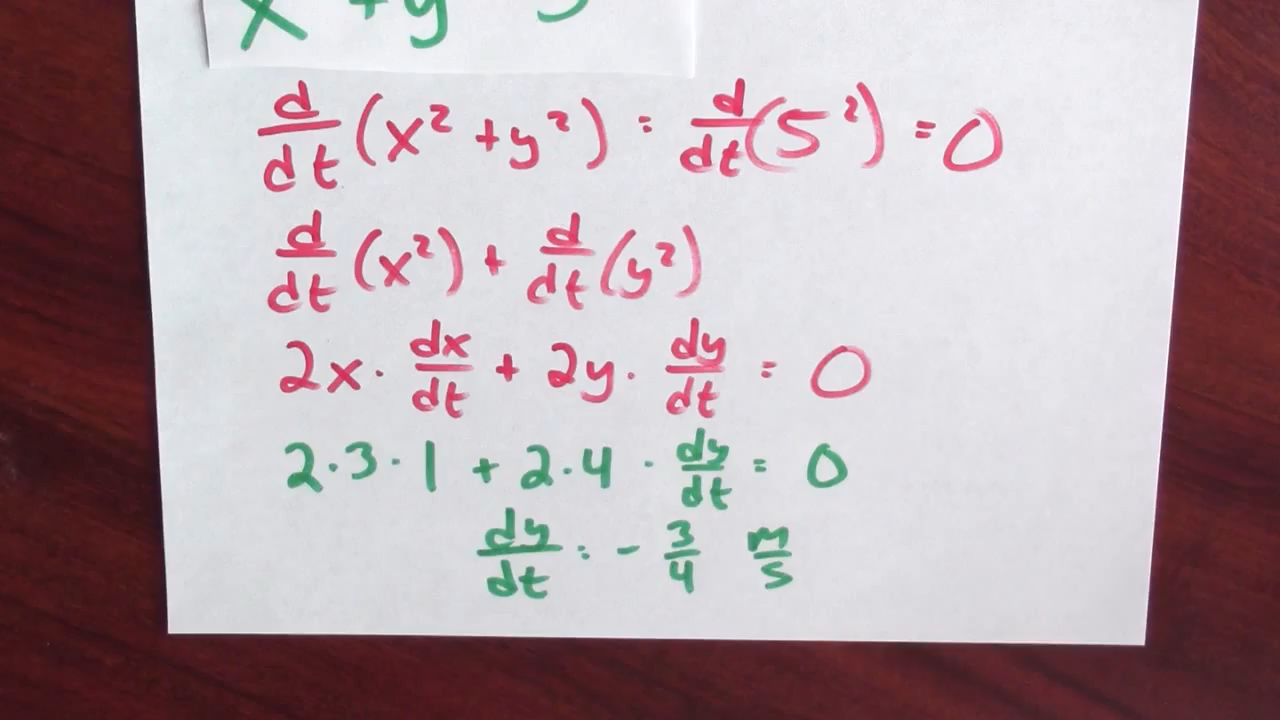 x + y 5
d/dt (x² + y²) = d/dt (5²) = 0
d/dt (x²) + d/dt (y²)
2x · dx/dt + 2y · dy/dt = 0
2 · 3 · 1 + 2 · 4 · dy/dt = 0
dy/dt = - 3/4 m/s